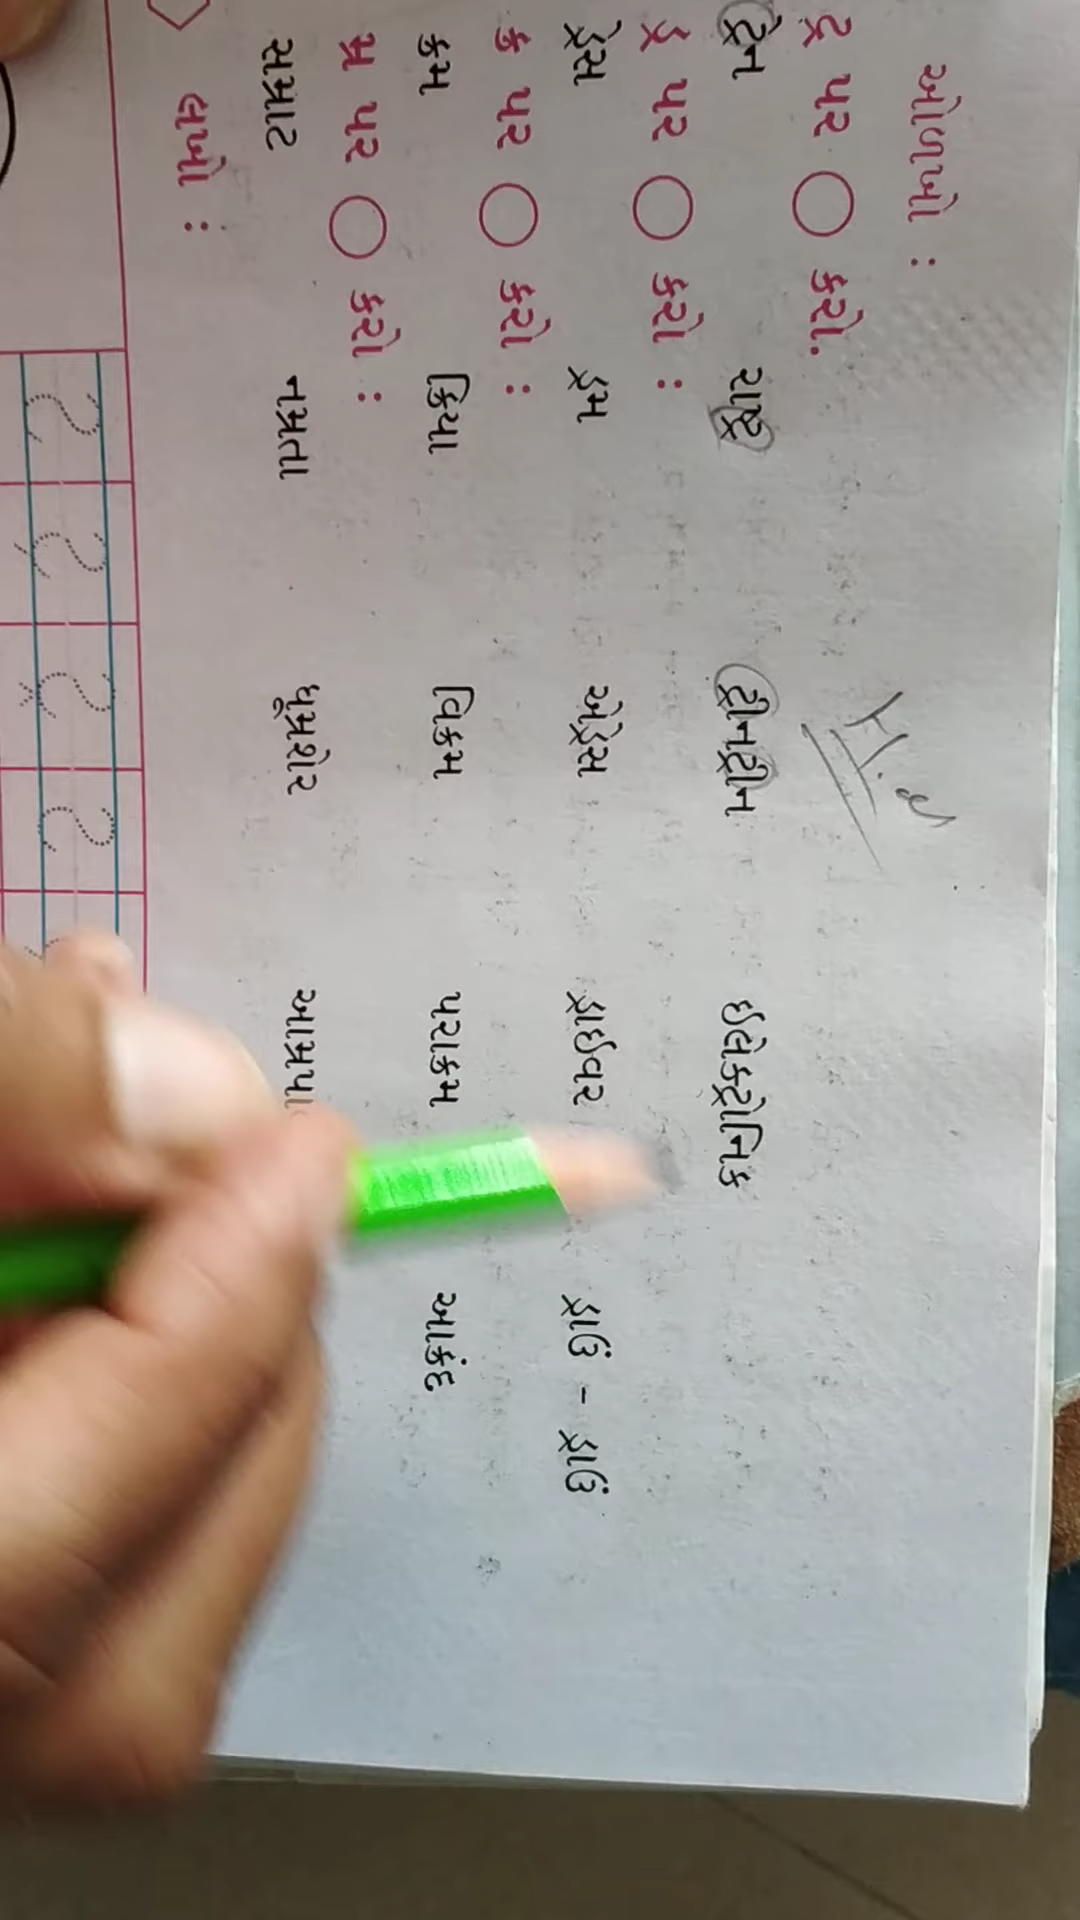 ઓળખો :
ટ્ર પર ◯ કરો.
ટ્રેન રાષ્ટ્ર ટ્રીનટ્રીન ઇલેક્ટ્રોનિક
ડ્ર પર ◯ કરો :
ડ્રેસ ડ્રમ એડ્રેસ ડ્રાઇવર ડ્રાઉં - ડ્રાઉં
ક્ર પર ◯ કરો :
ક્રમ ક્રિયા વિક્રમ પરાક્રમ આક્રંદ
મ્ર પર ◯ કરો :
સમ્રાટ નમ્રતા ધૂમ્રશેર
લખો :